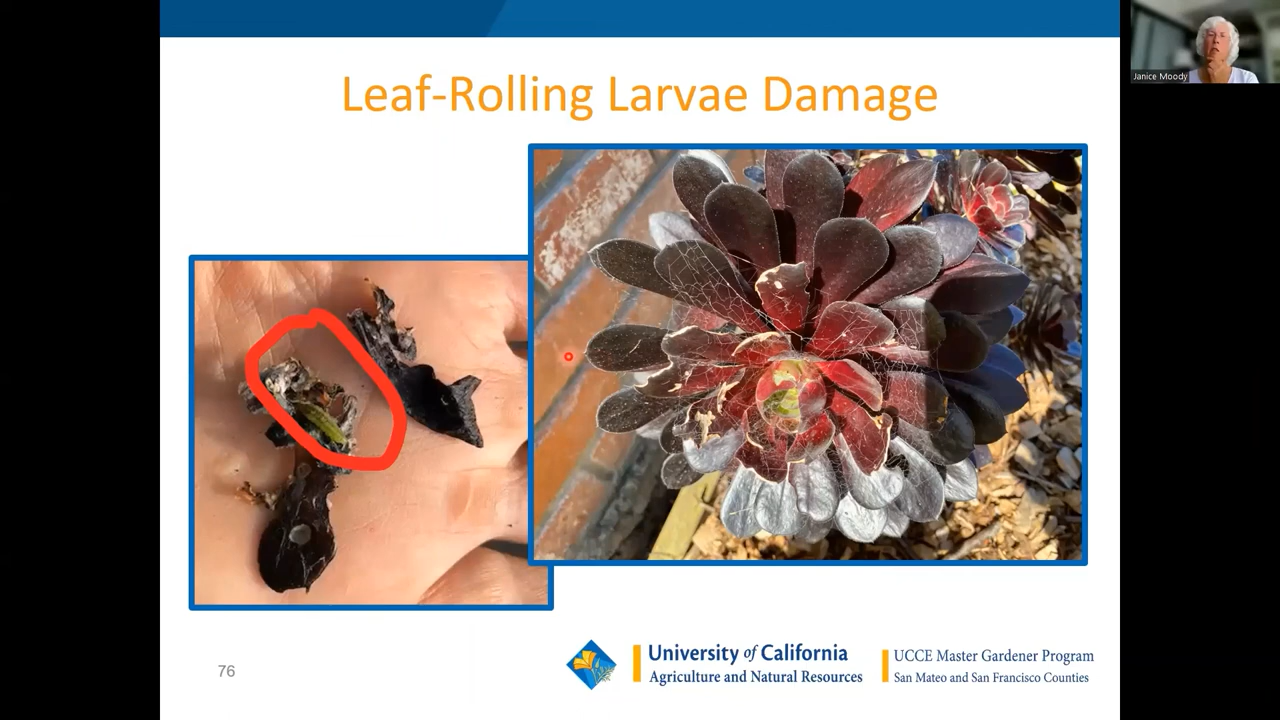 Leaf-Rolling Larvae Damage
Janice Moody
76
University of California
Agriculture and Natural Resources
UCCE Master Gardener Program
San Mateo and San Francisco Counties